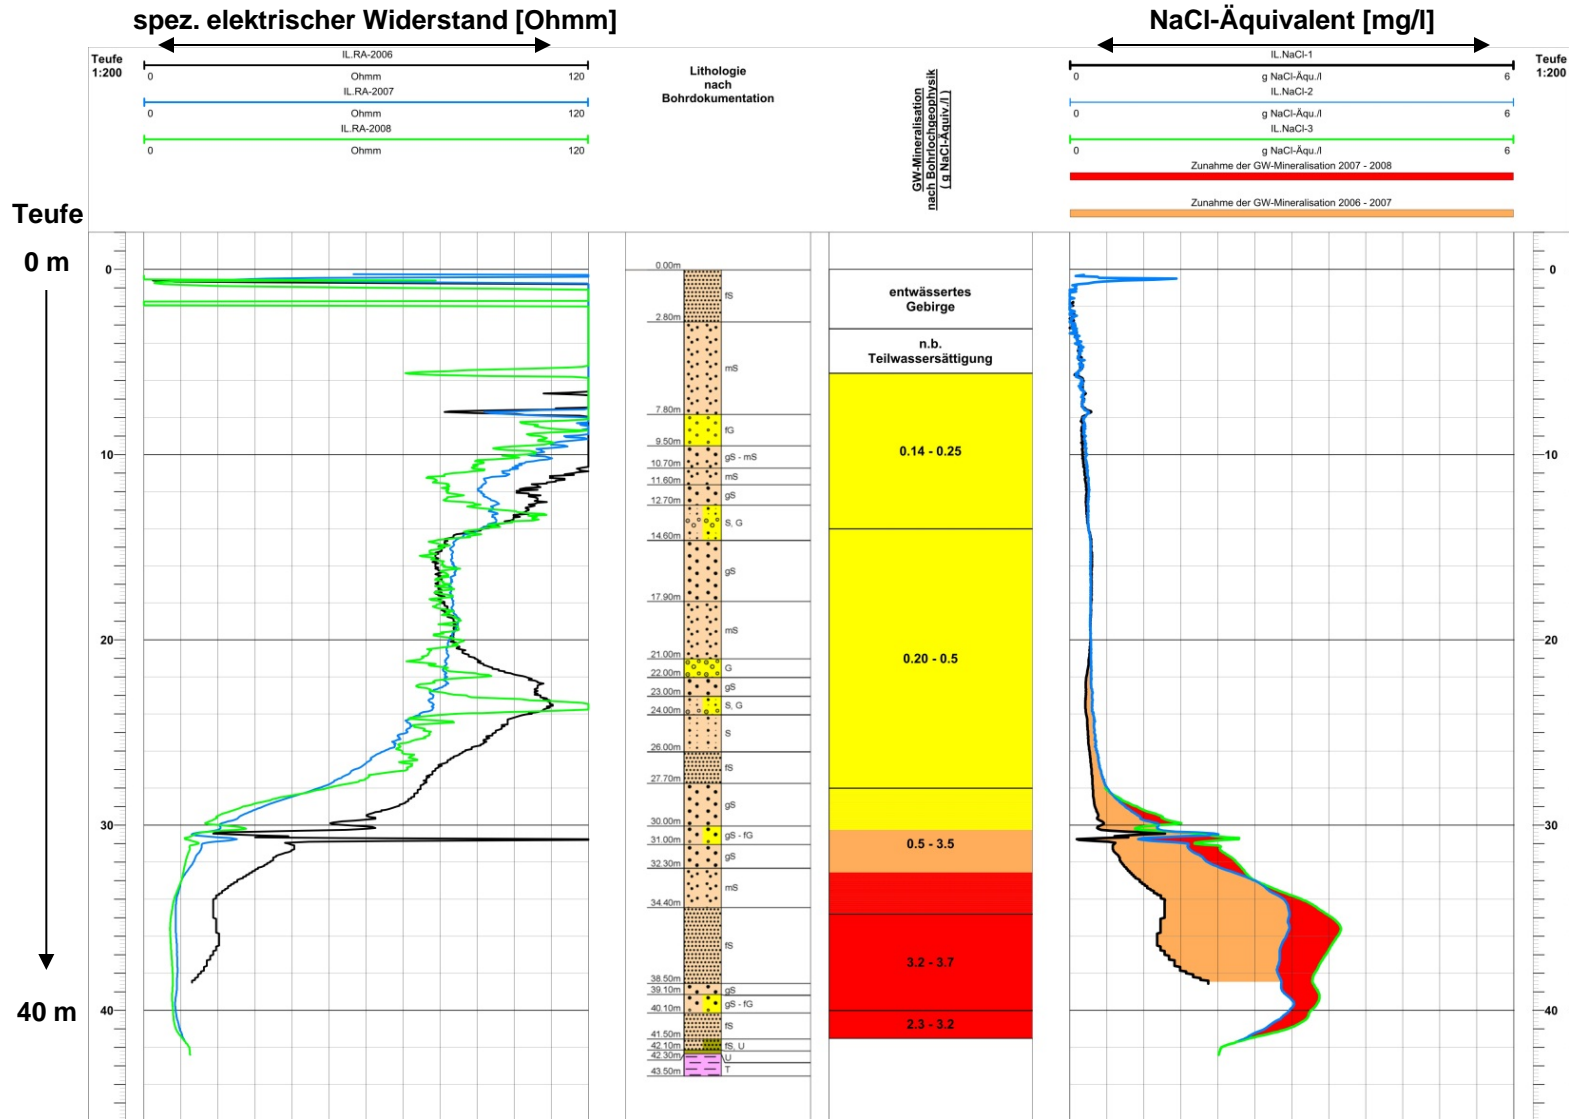 spez. elektrischer Widerstand [Ohmm]
NaCl-Äquivalent [mg/l]
Teufe
1:200
IL.RA-2006
0 Ohmm 120
IL.RA-2007
0 Ohmm 120
IL.RA-2008
0 Ohmm 120
Lithologie
nach
Bohrdokumentation
GW-Mineralisation
nach Bohrlochgeophysik
( g NaCl-Äquiv./l )
IL.NaCl-1
0 g NaCl-Äqu./l 6
IL.NaCl-2
0 g NaCl-Äqu./l 6
IL.NaCl-3
0 g NaCl-Äqu./l 6
Zunahme der GW-Mineralisation 2007 - 2008
Zunahme der GW-Mineralisation 2006 - 2007
Teufe
1:200
Teufe
0 m
40 m
0
10
20
30
40
0.00m
fS
2.80m
mS
7.80m
fG
9.50m
gS - mS
10.70m
mS
11.60m
gS
12.70m
S, G
14.60m
gS
17.90m
mS
21.00m
G
22.00m
gS
23.00m
S, G
24.00m
S
26.00m
fS
27.70m
gS
30.00m
gS - fG
31.00m
gS
32.30m
mS
34.40m
fS
38.50m
gS
39.10m
gS - fG
40.10m
fS
41.50m
fS, U
42.10m
U
42.30m
T
43.50m
entwässertes
Gebirge
n.b.
Teilwassersättigung
0.14 - 0.25
0.20 - 0.5
0.5 - 3.5
3.2 - 3.7
2.3 - 3.2
0
10
20
30
40